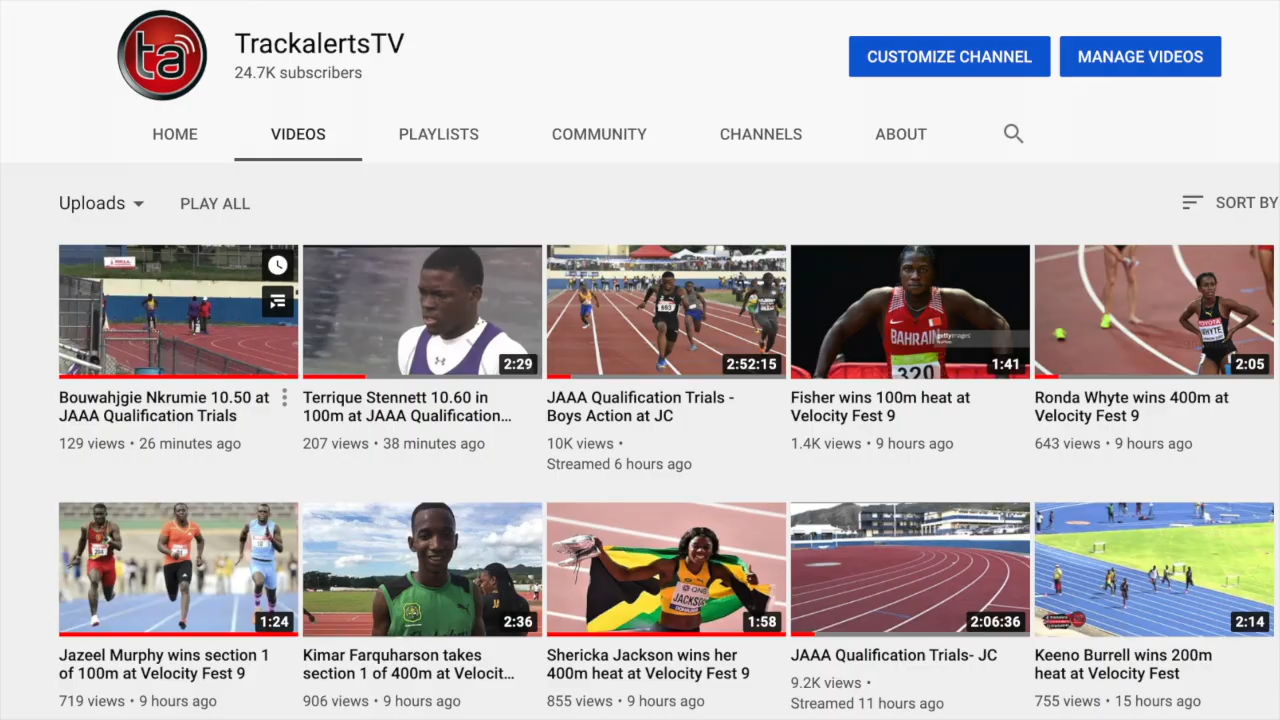 ta
TrackalertsTV
24.7K subscribers
CUSTOMIZE CHANNEL
MANAGE VIDEOS
HOME
VIDEOS
PLAYLISTS
COMMUNITY
CHANNELS
ABOUT
Uploads
PLAY ALL
SORT BY
2:29
693
2:52:15
BAHRAIN
gettyimages
320
1:41
WHYTE
2:05
Bouwahjgie Nkrumie 10.50 at
JAAA Qualification Trials
129 views • 26 minutes ago
Terrique Stennett 10.60 in
100m at JAAA Qualification...
207 views • 38 minutes ago
JAAA Qualification Trials -
Boys Action at JC
10K views •
Streamed 6 hours ago
Fisher wins 100m heat at
Velocity Fest 9
1.4K views • 9 hours ago
Ronda Whyte wins 400m at
Velocity Fest 9
643 views • 9 hours ago
1:24
2:36
JACKSON
1:58
2:06:36
2:14
Jazeel Murphy wins section 1
of 100m at Velocity Fest 9
719 views • 9 hours ago
Kimar Farquharson takes
section 1 of 400m at Velocit...
906 views • 9 hours ago
Shericka Jackson wins her
400m heat at Velocity Fest 9
855 views • 9 hours ago
JAAA Qualification Trials- JC
9.2K views •
Streamed 11 hours ago
Keeno Burrell wins 200m
heat at Velocity Fest
755 views • 15 hours ago